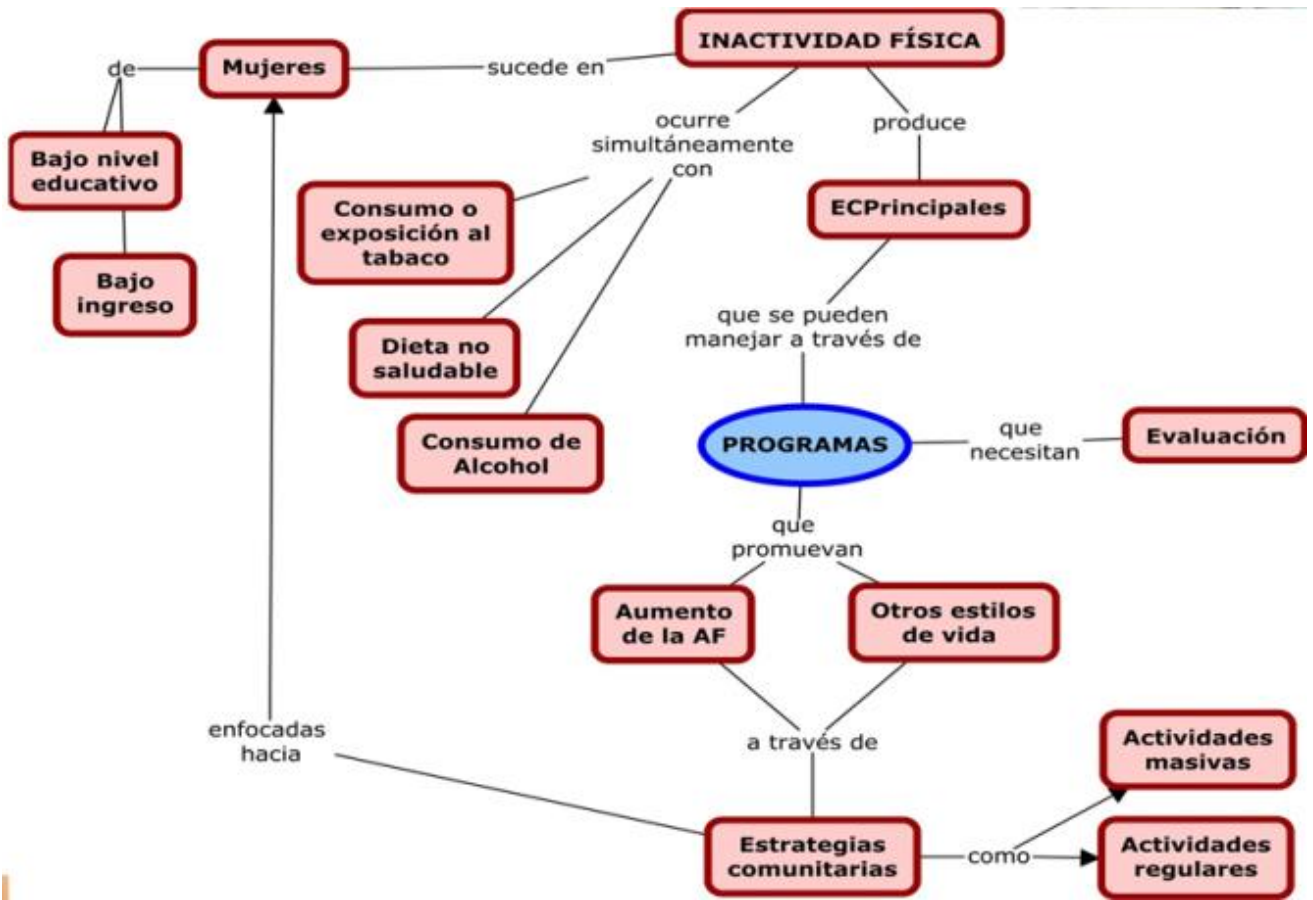 INACTIVIDAD FÍSICA
sucede en
Mujeres
de
Bajo nivel
educativo
Bajo
ingreso
ocurre
simultáneamente
con
Consumo o
exposición al
tabaco
Dieta no
saludable
Consumo de
Alcohol
produce
ECPrincipales
que se pueden
manejar a través de
PROGRAMAS
que
necesitan
Evaluación
que
promuevan
Aumento
de la AF
Otros estilos
de vida
a través de
Estrategias
comunitarias
enfocadas
hacia
como
Actividades
masivas
Actividades
regulares